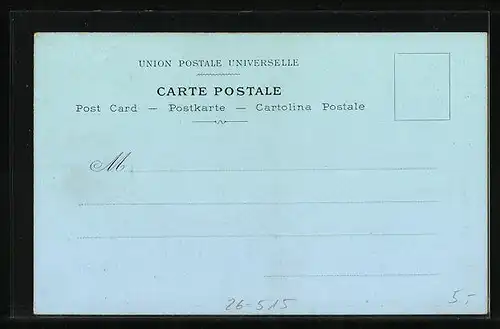 UNION POSTALE UNIVERSELLE
CARTE POSTALE
Post Card — Postkarte — Cartolina Postale
M
26-515
5.-